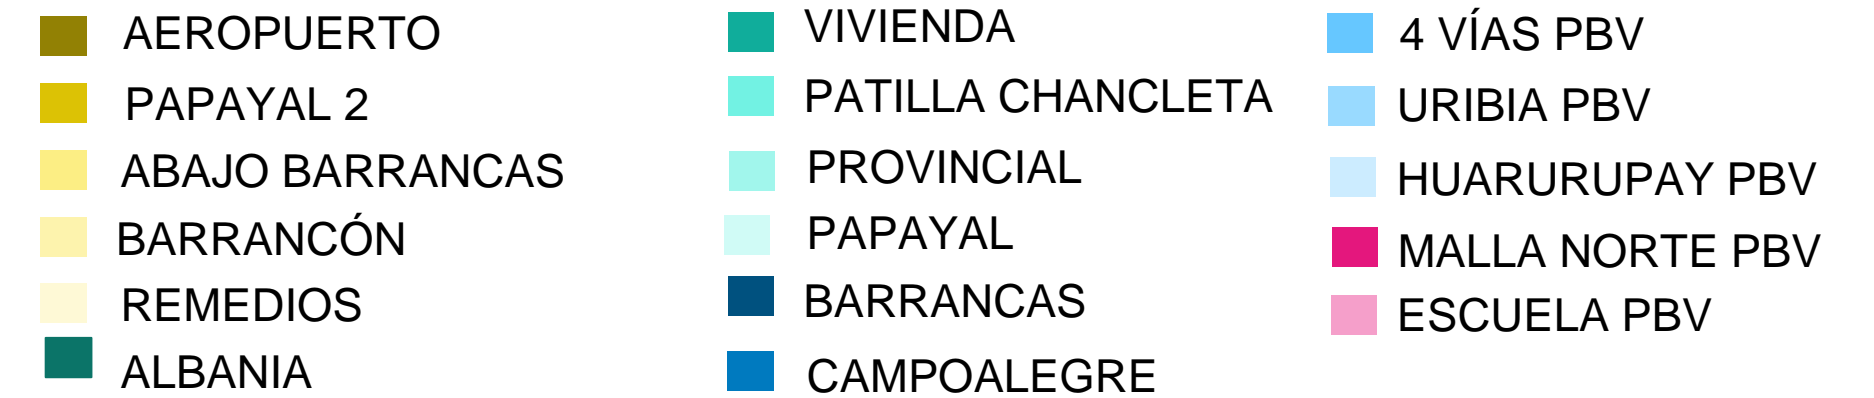 AEROPUERTO
PAPAYAL 2
ABAJO BARRANCAS
BARRANCÓN
REMEDIOS
ALBANIA
VIVIENDA
PATILLA CHANCLETA
PROVINCIAL
PAPAYAL
BARRANCAS
CAMPOALEGRE
4 VÍAS PBV
URIBIA PBV
HUARURUPAY PBV
MALLA NORTE PBV
ESCUELA PBV